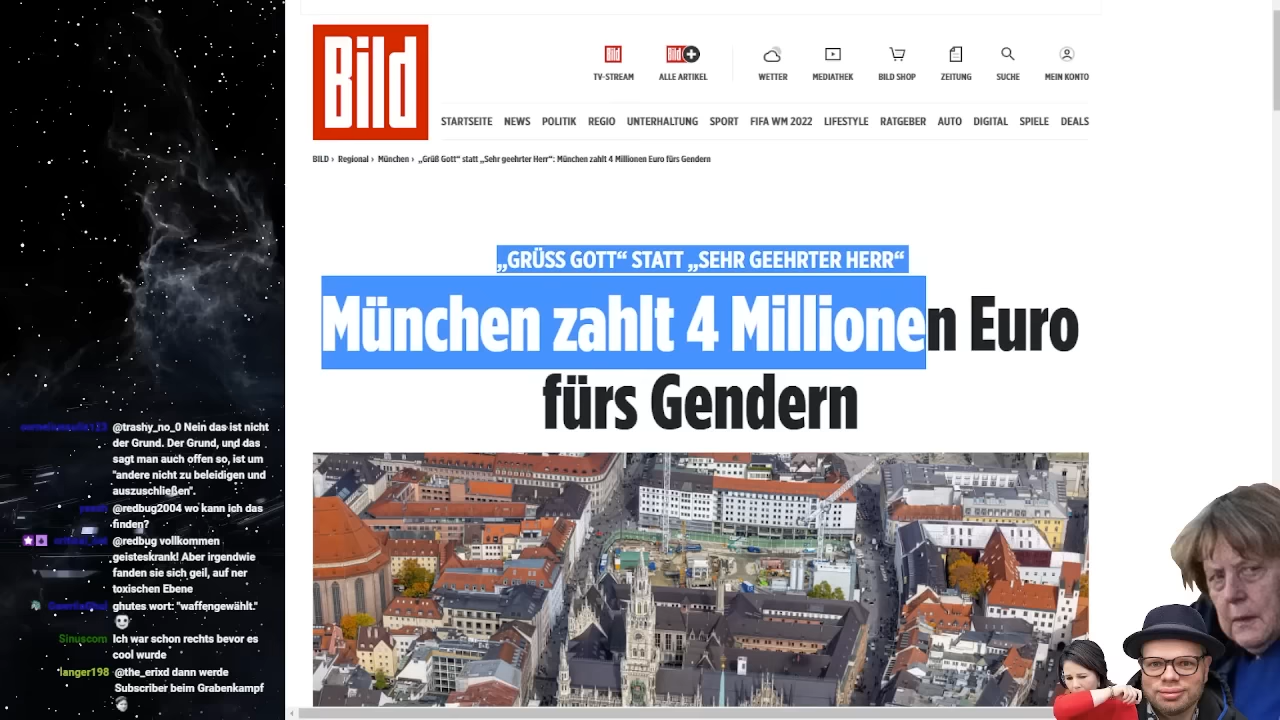 Bild
TV-STREAM
ALLE ARTIKEL
WETTER
MEDIATHEK
BILD SHOP
ZEITUNG
SUCHE
MEIN KONTO
STARTSEITE NEWS POLITIK REGIO UNTERHALTUNG SPORT FIFA WM 2022 LIFESTYLE RATGEBER AUTO DIGITAL SPIELE DEALS
BILD › Regional › München › „Grüß Gott“ statt „Sehr geehrter Herr“: München zahlt 4 Millionen Euro fürs Gendern
„GRÜSS GOTT“ STATT „SEHR GEEHRTER HERR“
München zahlt 4 Millionen Euro
fürs Gendern
@trashy_no_0 Nein das ist nicht
der Grund. Der Grund, und das
sagt man auch offen so, ist um
"andere nicht zu beleidigen und
auszuschließen".
@redbug2004 wo kann ich das
finden?
@redbug vollkommen
geisteskrank! Aber irgendwie
fanden sie sich geil, auf ner
toxischen Ebene
ghutes wort: "waffengewählt."
Sinuscom Ich war schon rechts bevor es
cool wurde
langer198 @the_erixd dann werde
Subscriber beim Grabenkampf